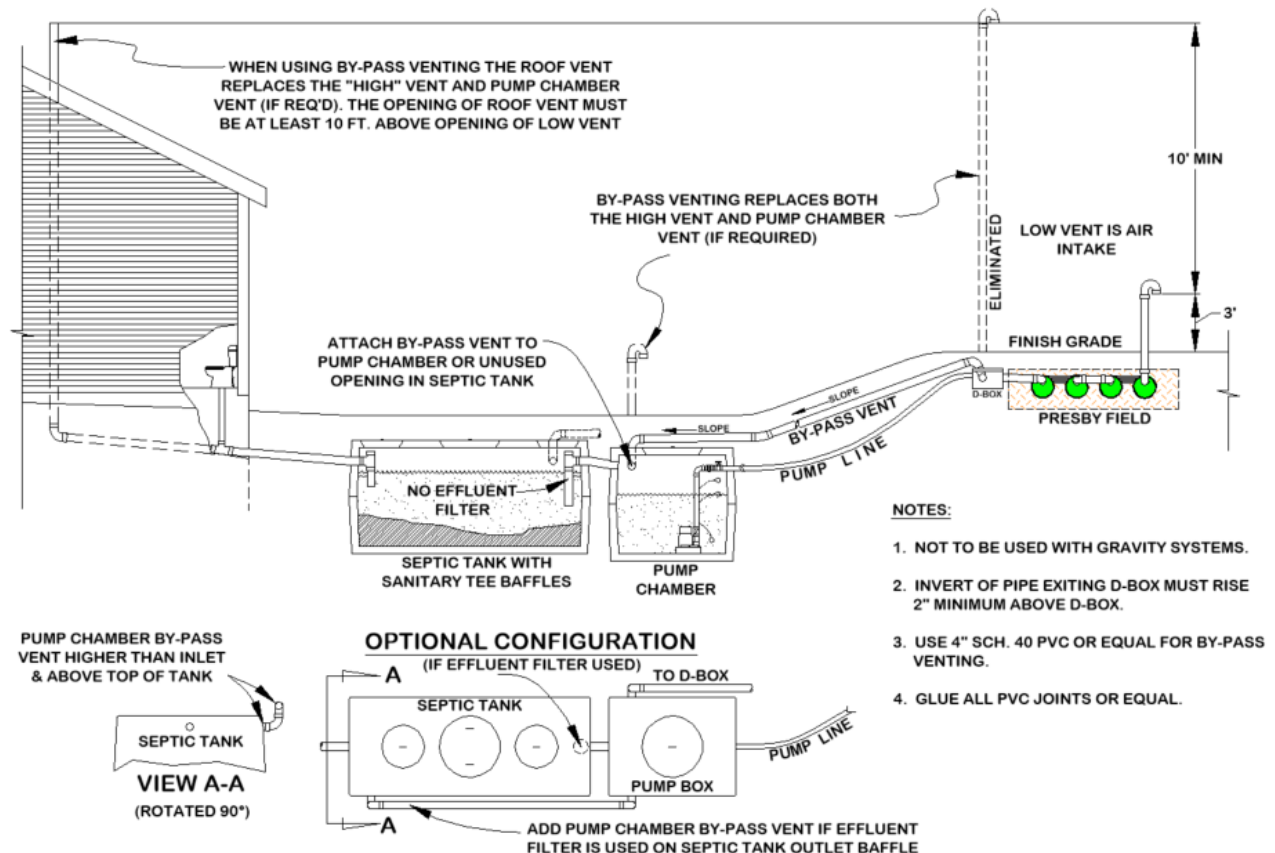 WHEN USING BY-PASS VENTING THE ROOF VENT
REPLACES THE "HIGH" VENT AND PUMP CHAMBER
VENT (IF REQ'D). THE OPENING OF ROOF VENT MUST
BE AT LEAST 10 FT. ABOVE OPENING OF LOW VENT
10' MIN
BY-PASS VENTING REPLACES BOTH
THE HIGH VENT AND PUMP CHAMBER
VENT (IF REQUIRED)
ELIMINATED
LOW VENT IS AIR
INTAKE
3'
FINISH GRADE
ATTACH BY-PASS VENT TO
PUMP CHAMBER OR UNUSED
OPENING IN SEPTIC TANK
SLOPE
D-BOX
PRESBY FIELD
SLOPE
BY-PASS VENT
PUMP LINE
NO EFFLUENT
FILTER
SEPTIC TANK WITH
SANITARY TEE BAFFLES
PUMP
CHAMBER
NOTES:
1. NOT TO BE USED WITH GRAVITY SYSTEMS.
2. INVERT OF PIPE EXITING D-BOX MUST RISE
2" MINIMUM ABOVE D-BOX.
3. USE 4" SCH. 40 PVC OR EQUAL FOR BY-PASS
VENTING.
4. GLUE ALL PVC JOINTS OR EQUAL.
PUMP CHAMBER BY-PASS
VENT HIGHER THAN INLET
& ABOVE TOP OF TANK
SEPTIC TANK
VIEW A-A
(ROTATED 90°)
OPTIONAL CONFIGURATION
(IF EFFLUENT FILTER USED)
A
TO D-BOX
SEPTIC TANK
PUMP LINE
PUMP BOX
A
ADD PUMP CHAMBER BY-PASS VENT IF EFFLUENT
FILTER IS USED ON SEPTIC TANK OUTLET BAFFLE